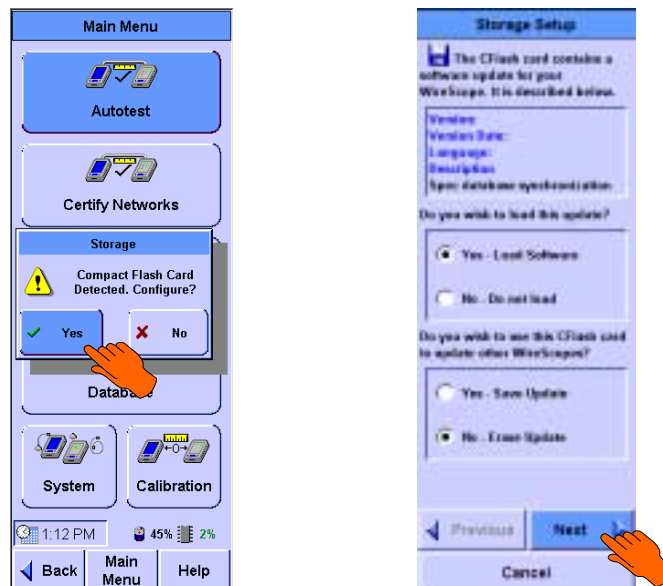 Main Menu
Autotest
Certify Networks
Storage
Compact Flash Card
Detected. Configure?
Yes
No
Database
System
Calibration
1:12 PM
45%
2%
Back
Main
Menu
Help
Storage Setup
The CFlash card contains a
software update for your
WireScope. It is described below.
Version:
Version Date:
Language:
Description
Spec database synchronization
Do you wish to load this update?
Yes - Load Software
No - Do not load
Do you wish to use this CFlash card
to update other WireScopes?
Yes - Save Update
No - Erase Update
Previous
Next
Cancel